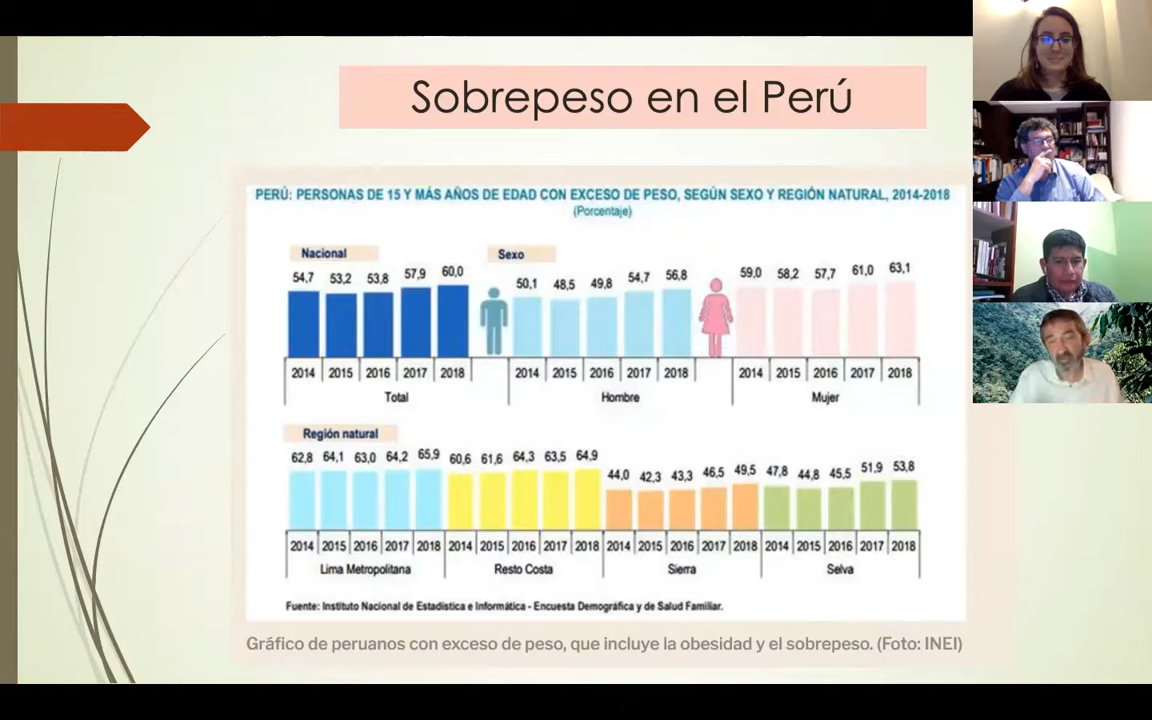 Sobrepeso en el Perú
PERÚ: PERSONAS DE 15 Y MÁS AÑOS DE EDAD CON EXCESO DE PESO, SEGÚN SEXO Y REGIÓN NATURAL, 2014-2018
(Porcentaje)
Nacional
Sexo
54,7 53,2 53,8 57,9 60,0 50,1 48,5 49,8 54,7 56,8 59,0 58,2 57,7 61,0 63,1
2014 2015 2016 2017 2018 2014 2015 2016 2017 2018 2014 2015 2016 2017 2018
Total Hombre Mujer
Región natural
62,8 64,1 63,0 64,2 65,9 60,6 61,6 64,3 63,5 64,9 44,0 42,3 43,3 46,5 49,5 47,8 44,8 45,5 51,9 53,8
2014 2015 2016 2017 2018 2014 2015 2016 2017 2018 2014 2015 2016 2017 2018 2014 2015 2016 2017 2018
Lima Metropolitana Resto Costa Sierra Selva
Fuente: Instituto Nacional de Estadística e Informática - Encuesta Demográfica y de Salud Familiar.
Gráfico de peruanos con exceso de peso, que incluye la obesidad y el sobrepeso. (Foto: INEI)